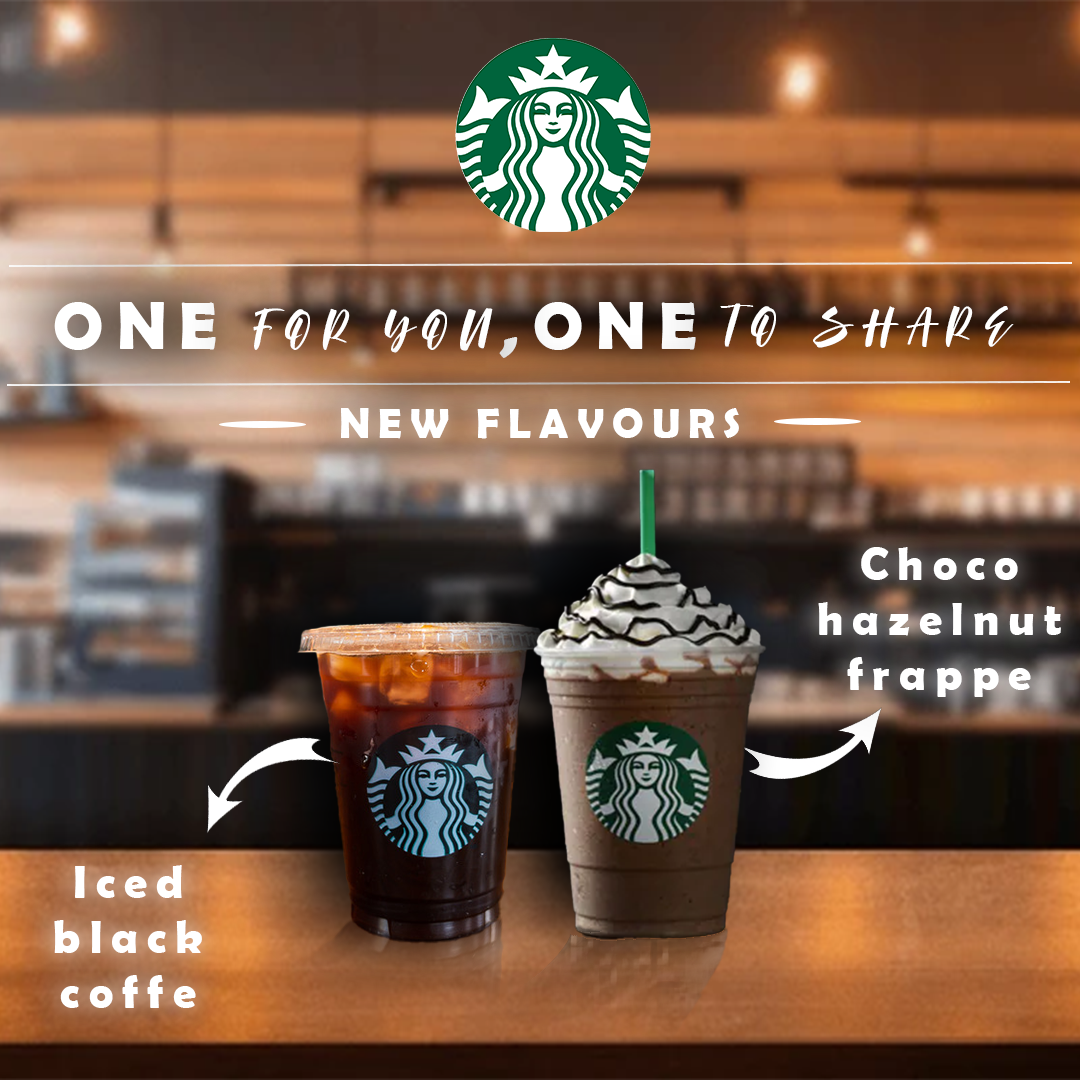 ONE FOR YOU, ONE TO SHARE
NEW FLAVOURS
Choco
hazelnut
frappe
Iced
black
coffe